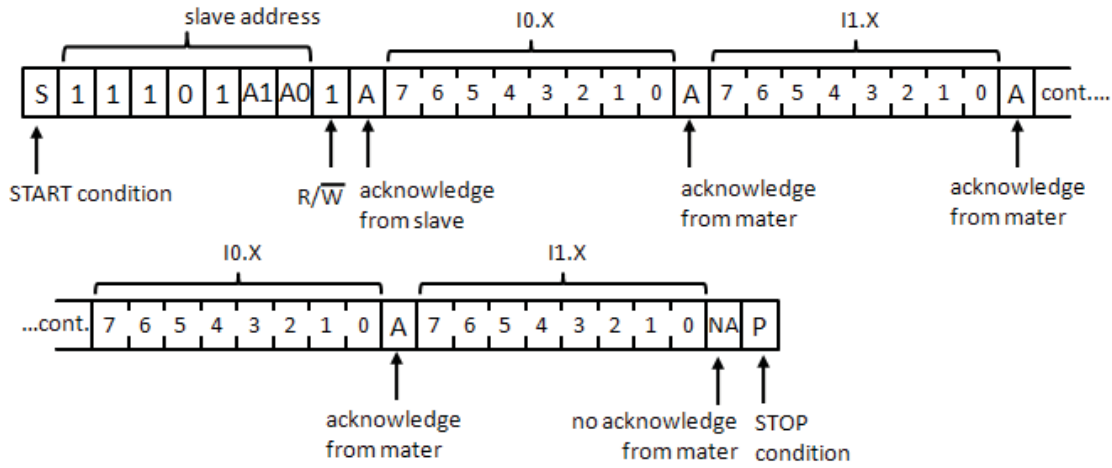 slave address I0.X I1.X
S 1 1 1 0 1 A1 A0 1 A 7 6 5 4 3 2 1 0 A 7 6 5 4 3 2 1 0 A cont....
START condition R/W̅ acknowledge acknowledge acknowledge
from slave from mater from mater
I0.X I1.X
...cont. 7 6 5 4 3 2 1 0 A 7 6 5 4 3 2 1 0 NA P
acknowledge no acknowledge STOP
from mater from mater condition